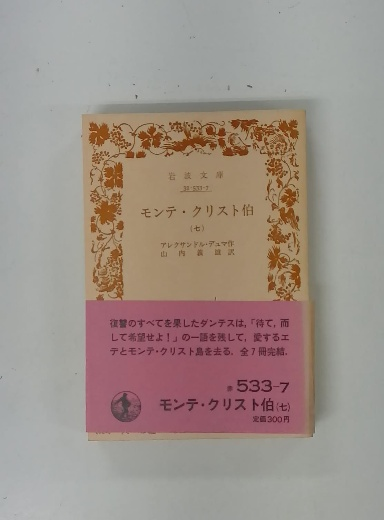 岩波文庫
モンテ・クリスト伯
(七)
アレクサンドル・デュマ作
山内義雄訳
復讐のすべてを果したダンテスは,「待て,而
して希望せよ!」の一語を残して,愛するエ
デとモンテ・クリスト島を去る. 全7冊完結.
赤 533-7
モンテ・クリスト伯(七)
定価300円